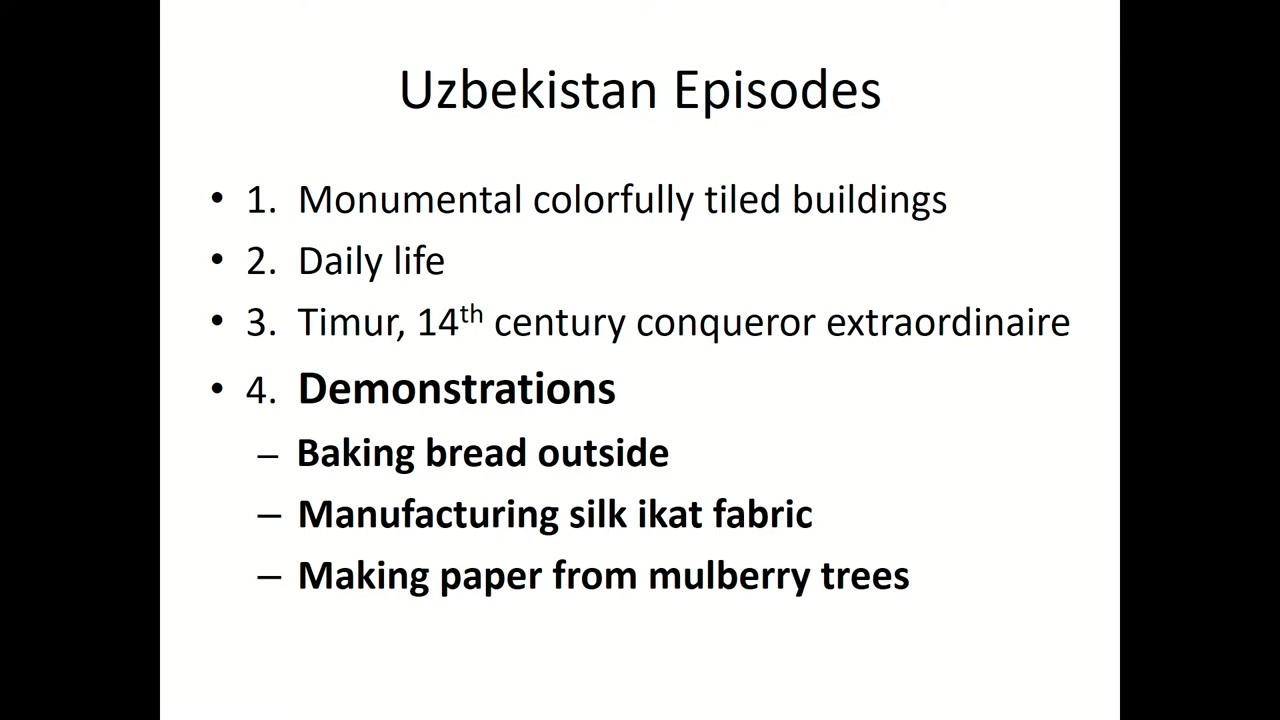 Uzbekistan Episodes
• 1. Monumental colorfully tiled buildings
• 2. Daily life
• 3. Timur, 14th century conqueror extraordinaire
• 4. Demonstrations
– Baking bread outside
– Manufacturing silk ikat fabric
– Making paper from mulberry trees